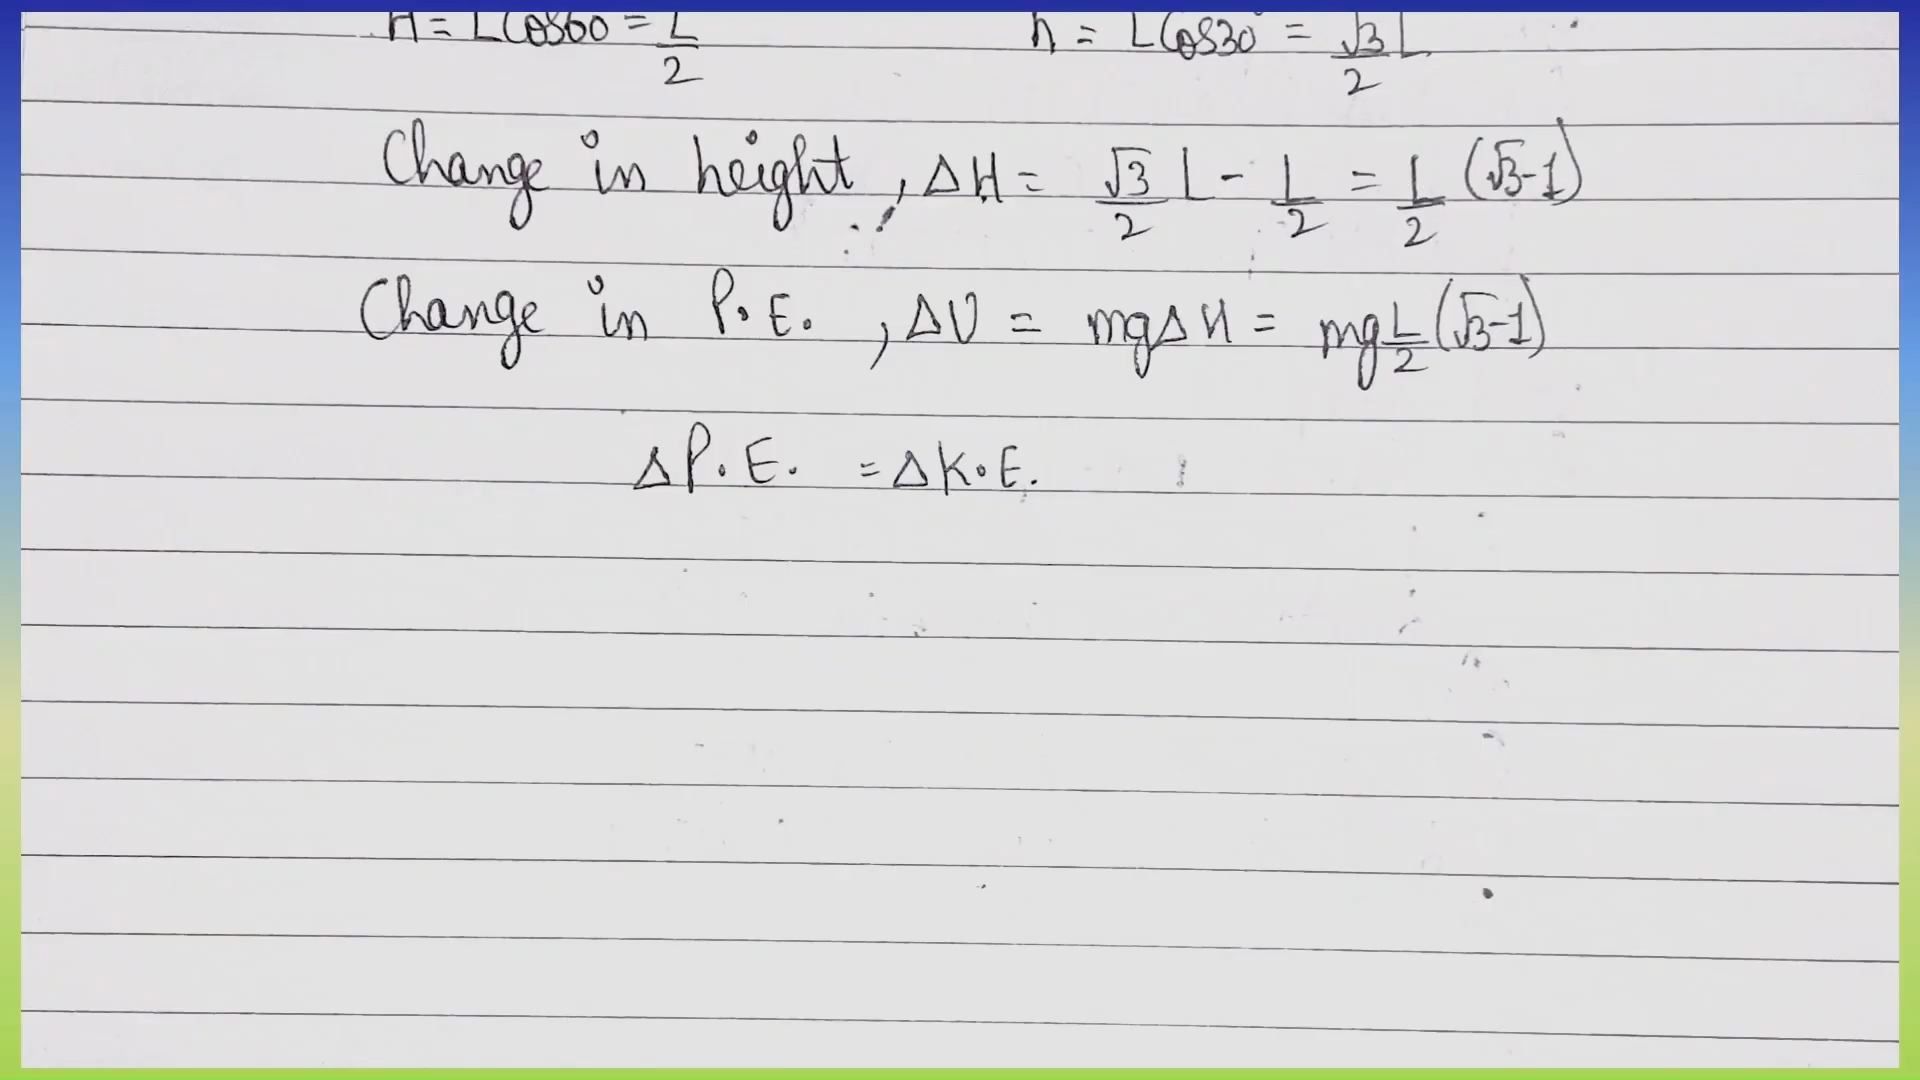 H = L Cos60 = L/2 h = L Cos30° = √3/2 L
Change in height, ΔH = √3/2 L - L/2 = L/2 (√3-1)
Change in P.E., ΔU = mgΔH = mg L/2 (√3-1)
ΔP.E. = ΔK.E.